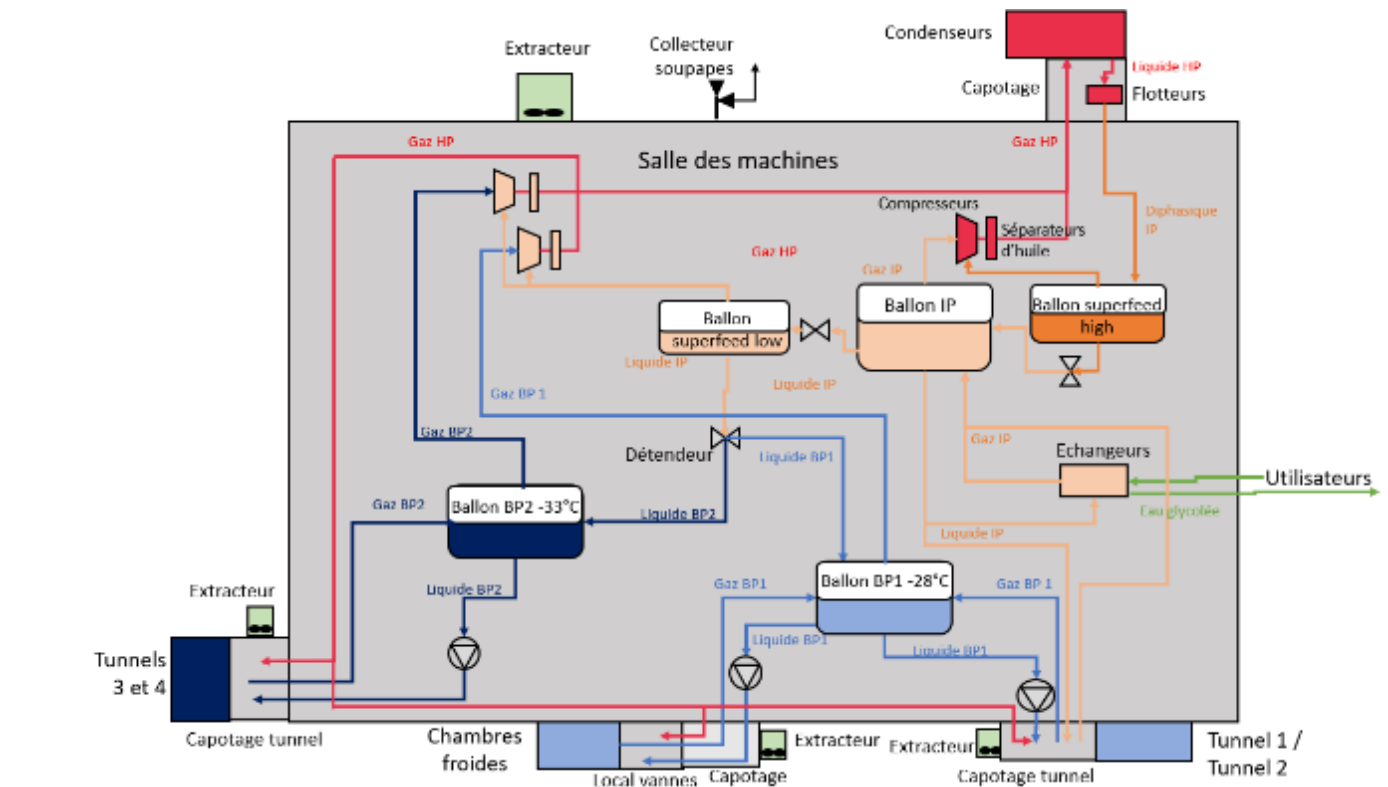 Condenseurs
Extracteur
Collecteur
soupapes
Liquide HP
Capotage
Flotteurs
Gaz HP
Gaz HP
Salle des machines
Compresseurs
Diphasique
IP
Séparateurs
d'huile
Gaz HP
Gaz IP
Ballon IP
Ballon superfeed
high
Ballon
superfeed low
Liquide IP
Liquide IP
Gaz BP 1
Gaz BP2
Gaz IP
Détendeur
Liquide BP1
Echangeurs
Utilisateurs
Gaz BP2
Ballon BP2 -33°C
Liquide BP2
Eau glycolée
Liquide IP
Ballon BP1 -28°C
Extracteur
Liquide BP2
Gaz BP1
Gaz BP 1
Liquide BP1
Liquide BP1
Tunnels
3 et 4
Capotage tunnel
Chambres
froides
Extracteur
Extracteur
Tunnel 1 /
Tunnel 2
Local vannes
Capotage
Capotage tunnel